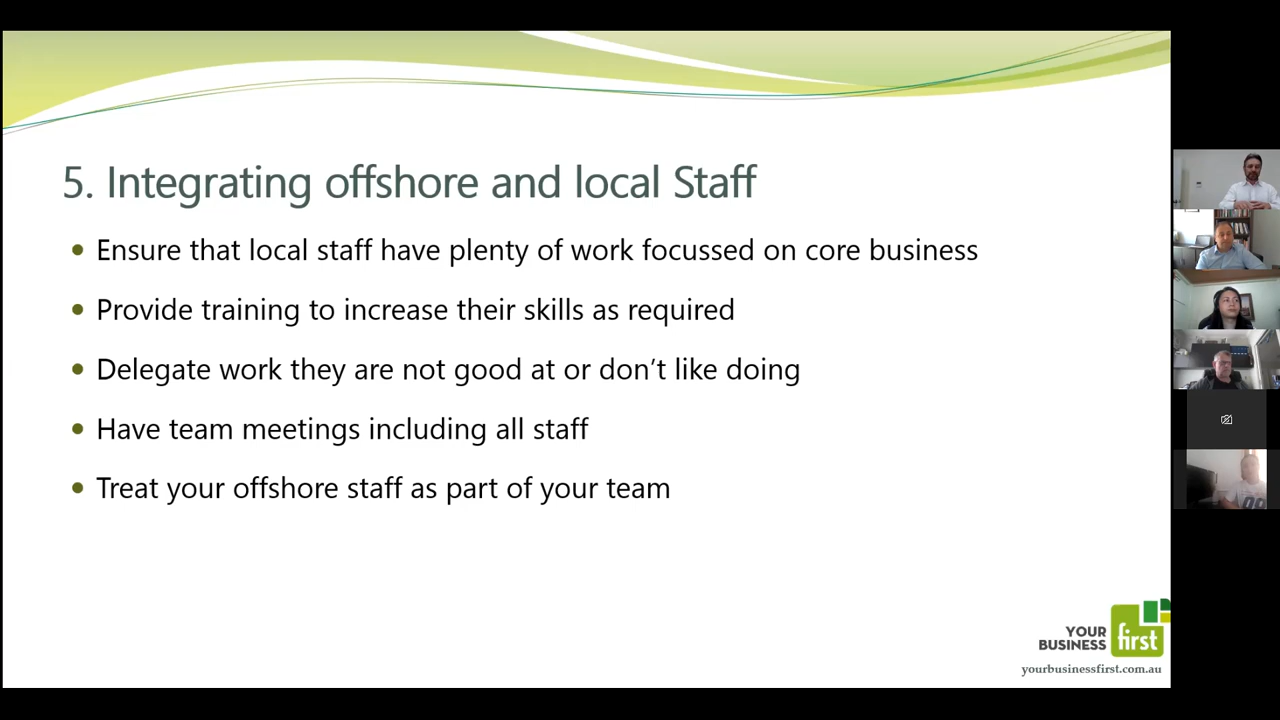 5. Integrating offshore and local Staff
Ensure that local staff have plenty of work focussed on core business
Provide training to increase their skills as required
Delegate work they are not good at or don't like doing
Have team meetings including all staff
Treat your offshore staff as part of your team
YOUR
BUSINESS
first
yourbusinessfirst.com.au